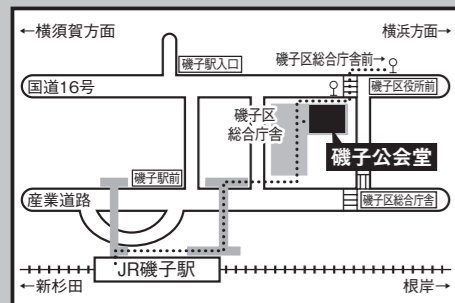 ←横須賀方面
横浜方面→
磯子区総合庁舎前→
磯子駅入口
国道16号
磯子区役所前
磯子区
総合庁舎
磯子公会堂
磯子駅前
産業道路
磯子区総合庁舎
JR磯子駅
←新杉田
根岸→